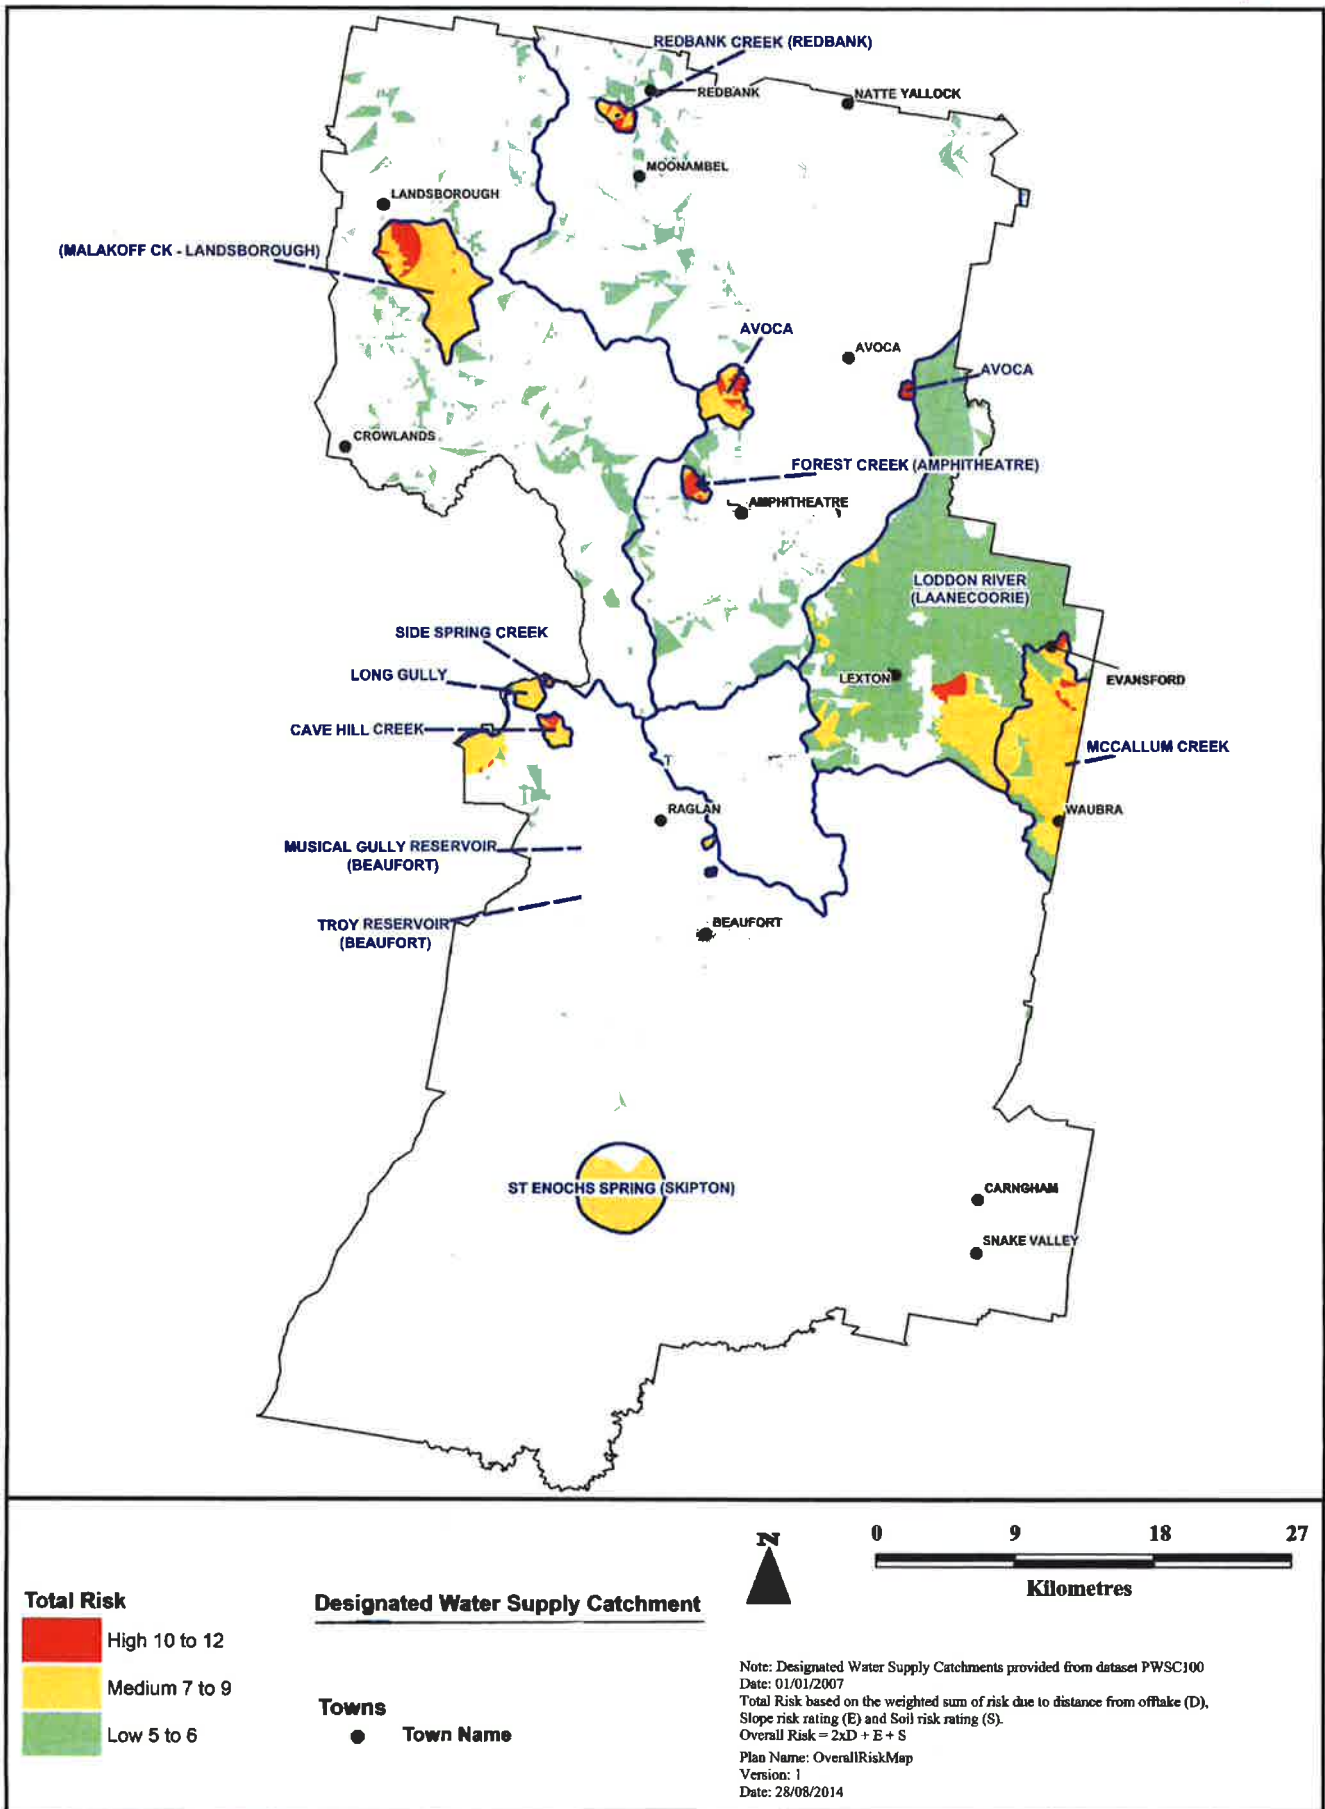 REDBANK CREEK (REDBANK)
REDBANK
NATTE YALLOCK
MOONAMBEL
LANDSBOROUGH
(MALAKOFF CK - LANDSBOROUGH)
AVOCA
AVOCA
AVOCA
CROWLANDS
FOREST CREEK (AMPHITHEATRE)
AMPHITHEATRE
LODDON RIVER
(LAANECOORIE)
SIDE SPRING CREEK
LONG GULLY
LEXTON
EVANSFORD
CAVE HILL CREEK
MCCALLUM CREEK
T
RAGLAN
WAUBRA
MUSICAL GULLY RESERVOIR
(BEAUFORT)
TROY RESERVOIR
(BEAUFORT)
BEAUFORT
ST ENOCHS SPRING (SKIPTON)
CARNGHAM
SNAKE VALLEY
N
0 9 18 27
Kilometres
Total Risk
High 10 to 12
Medium 7 to 9
Low 5 to 6
Designated Water Supply Catchment
Towns
Town Name
Note: Designated Water Supply Catchments provided from dataset PWSC100
Date: 01/01/2007
Total Risk based on the weighted sum of risk due to distance from offtake (D),
Slope risk rating (E) and Soil risk rating (S).
Overall Risk = 2xD + E + S
Plan Name: OverallRiskMap
Version: 1
Date: 28/08/2014